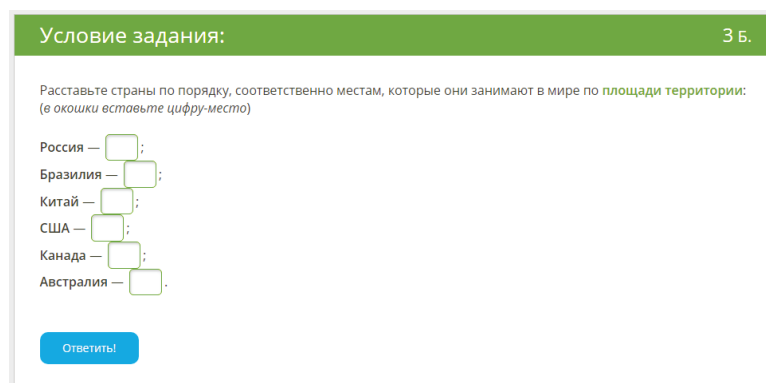 Условие задания:
3 Б.
Расставьте страны по порядку, соответственно местам, которые они занимают в мире по площади территории:
(в окошки вставьте цифру-место)
Россия — ;
Бразилия — ;
Китай — ;
США — ;
Канада — ;
Австралия — .
Ответить!